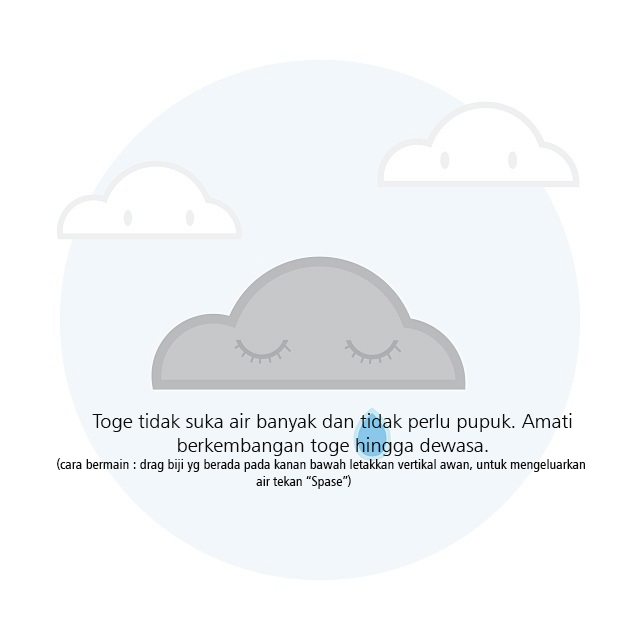 Toge tidak suka air banyak dan tidak perlu pupuk. Amati
berkembangan toge hingga dewasa.
(cara bermain : drag biji yg berada pada kanan bawah letakkan vertikal awan, untuk mengeluarkan
air tekan “Spase”)